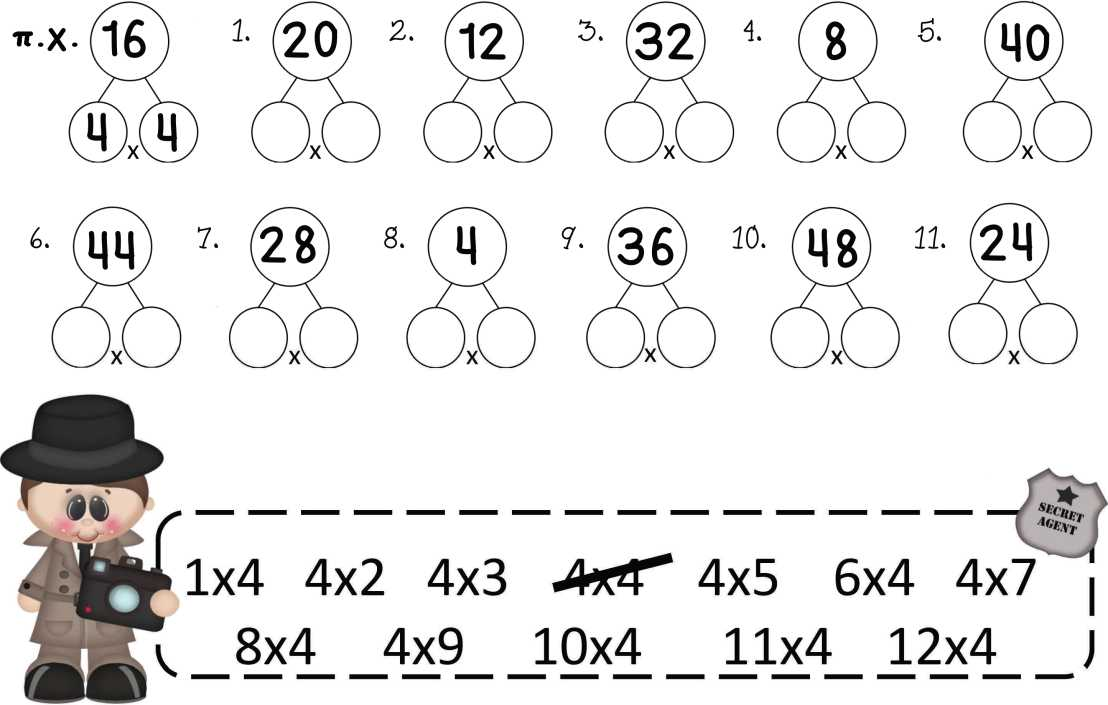 π.χ. 16 1. 20 2. 12 3. 32 4. 8 5. 40
4 x 4 x x x x x
6. 44 7. 28 8. 4 9. 36 10. 48 11. 24
x x x x x x
SECRET
AGENT
1x4 4x2 4x3 4x4 4x5 6x4 4x7
8x4 4x9 10x4 11x4 12x4